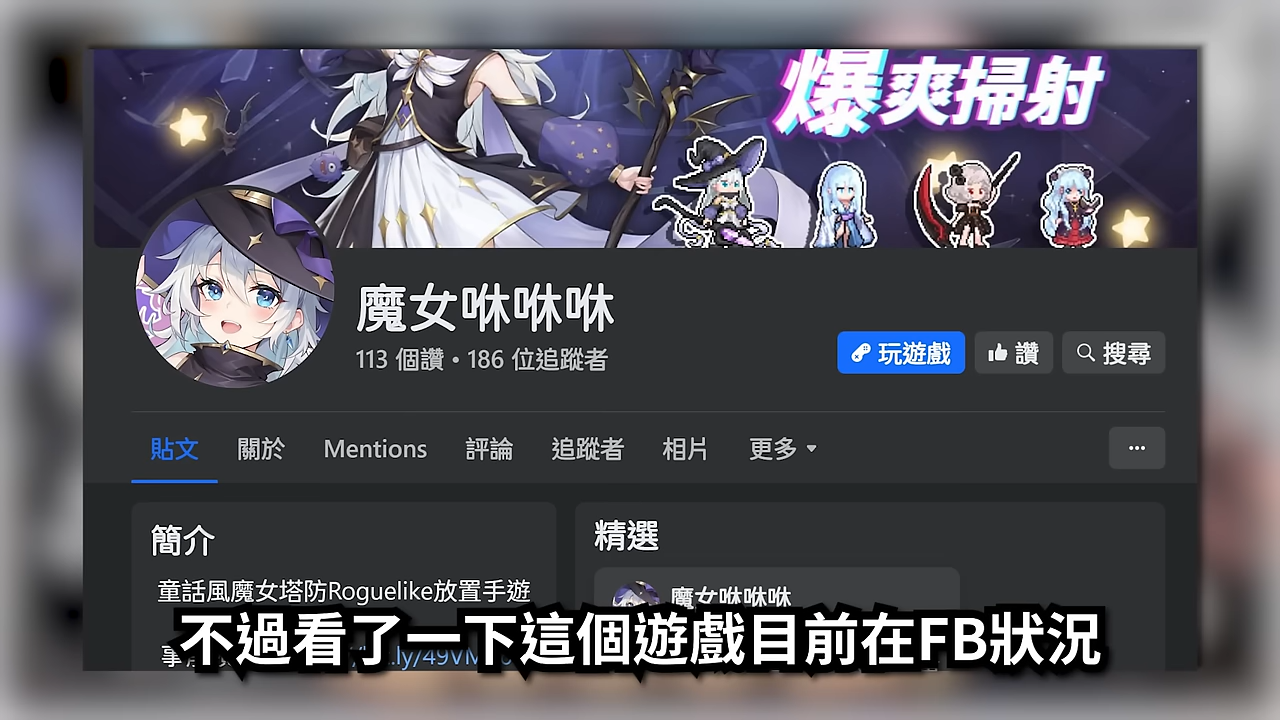 爆爽掃射
魔女咻咻咻
113 個讚 • 186 位追蹤者
玩遊戲
讚
搜尋
貼文
關於
Mentions
評論
追蹤者
相片
更多
簡介
精選
童話風魔女塔防Roguelike放置手遊
魔女咻咻咻
不過看了一下這個遊戲目前在FB狀況